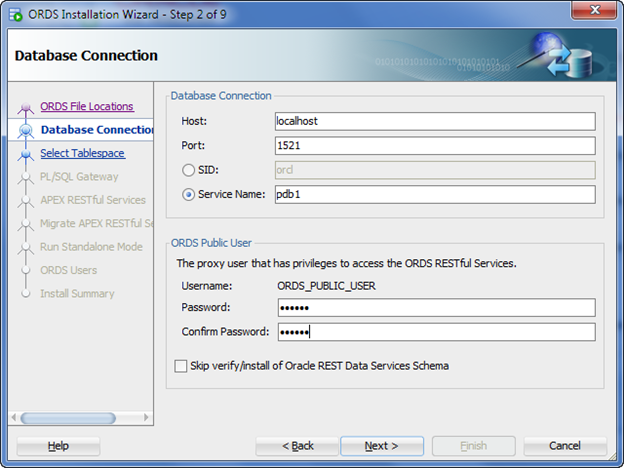 ORDS Installation Wizard - Step 2 of 9
Database Connection
ORDS File Locations
Database Connection
Select Tablespace
PL/SQL Gateway
APEX RESTful Services
Migrate APEX RESTful Se
Run Standalone Mode
ORDS Users
Install Summary
Database Connection
Host: localhost
Port: 1521
SID: orcl
Service Name: pdb1
ORDS Public User
The proxy user that has privileges to access the ORDS RESTful Services.
Username: ORDS_PUBLIC_USER
Password: ••••••
Confirm Password: ••••••
Skip verify/install of Oracle REST Data Services Schema
Help
< Back
Next >
Finish
Cancel